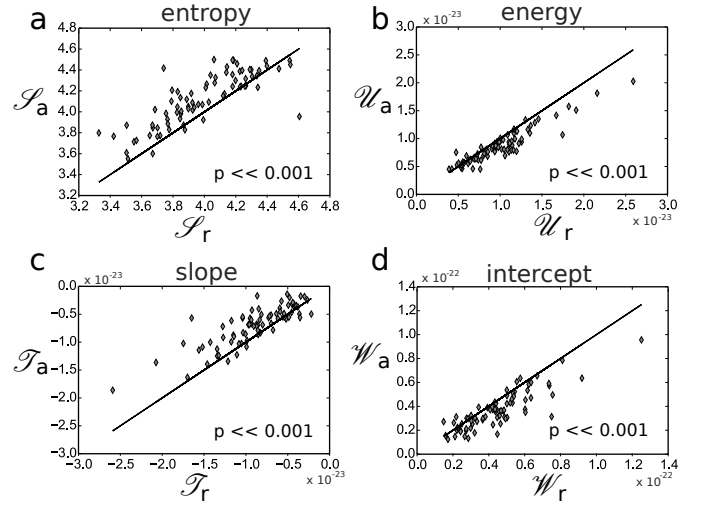 a entropy
4.8
4.6
4.4
4.2
4.0
3.8
3.6
3.4
3.2
𝒮a
p << 0.001
3.2 3.4 3.6 3.8 4.0 4.2 4.4 4.6 4.8
𝒮r
b × 10^-23 energy
3.0
2.5
2.0
1.5
1.0
0.5
0.0
𝒰a
p << 0.001
0.0 0.5 1.0 1.5 2.0 2.5 3.0
𝒰r × 10^-23
c × 10^-23 slope
0.0
−0.5
−1.0
−1.5
−2.0
−2.5
−3.0
𝒯a
p << 0.001
−3.0 −2.5 −2.0 −1.5 −1.0 −0.5 0.0
𝒯r × 10^-23
d × 10^-22 intercept
1.4
1.2
1.0
0.8
0.6
0.4
0.2
0.0
𝒲a
p << 0.001
0.0 0.2 0.4 0.6 0.8 1.0 1.2 1.4
𝒲r × 10^-22